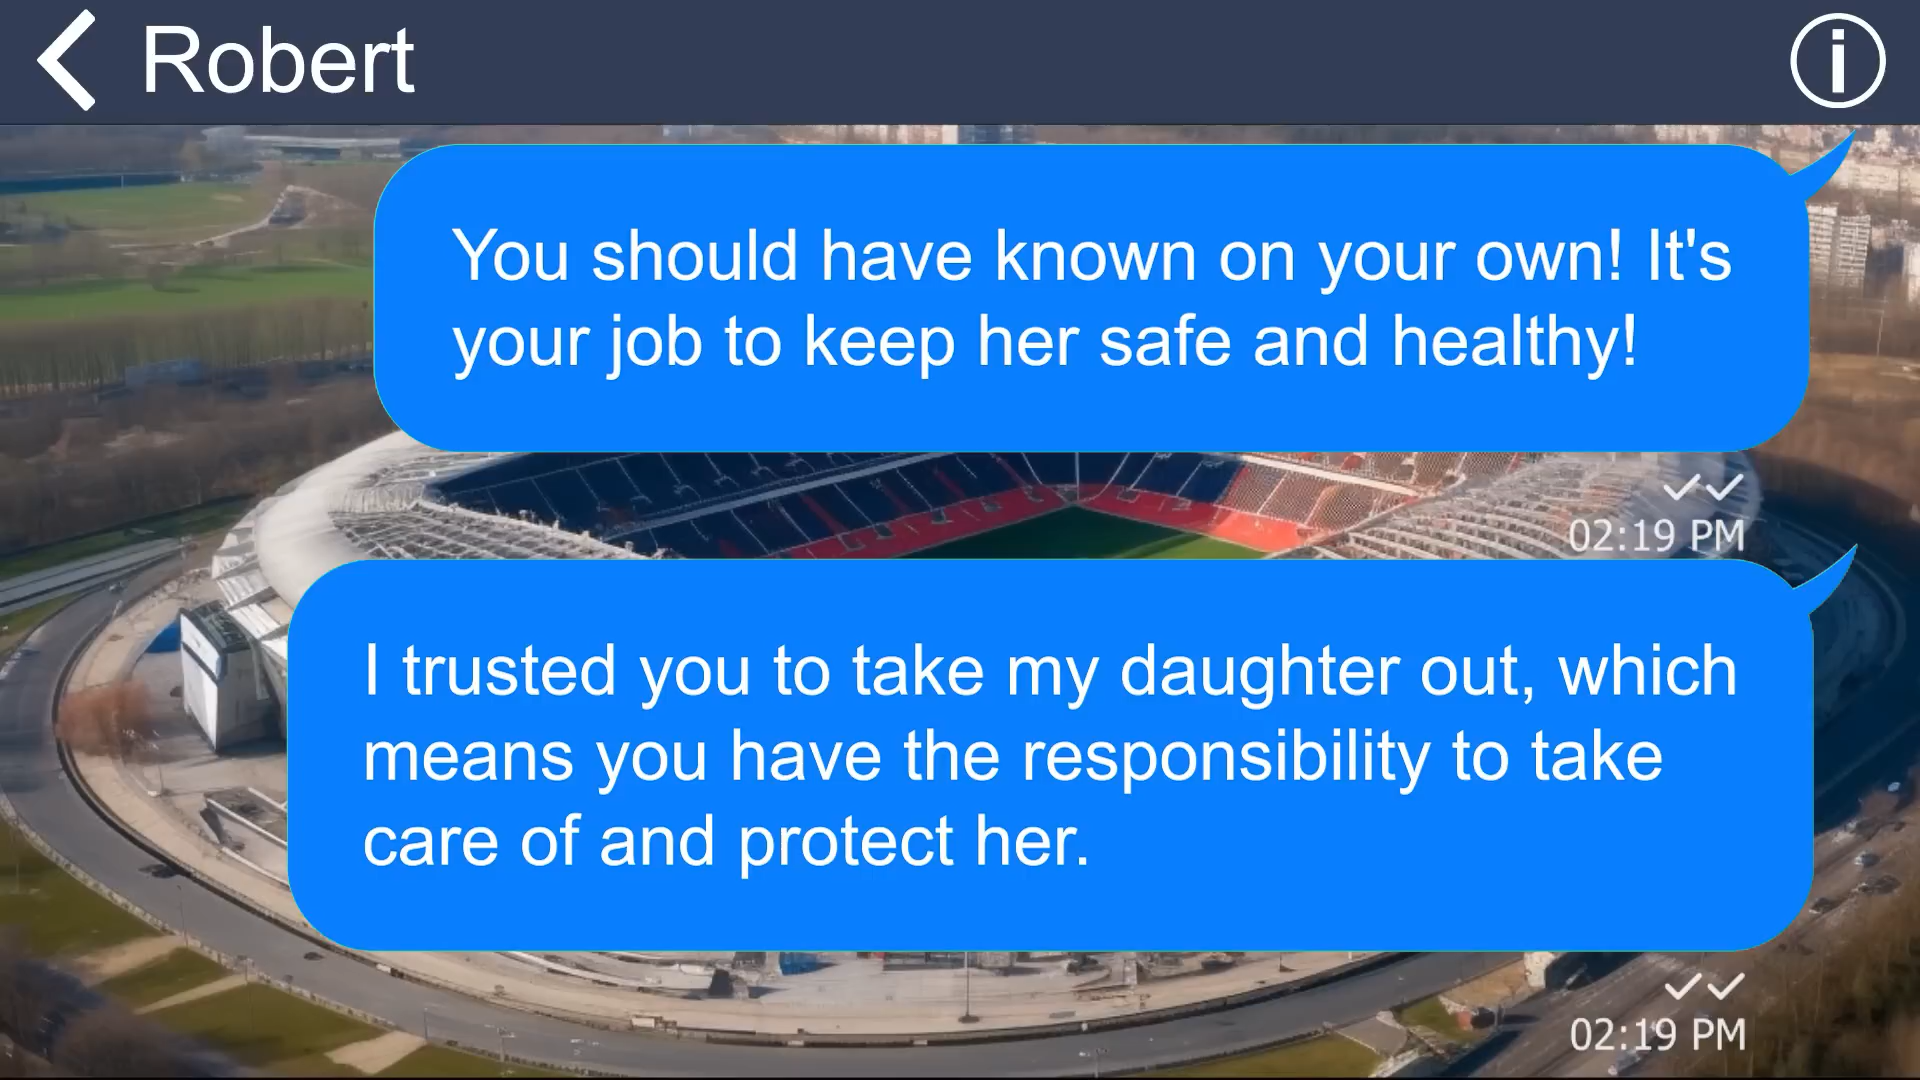 Robert
You should have known on your own! It's
your job to keep her safe and healthy!
02:19 PM
I trusted you to take my daughter out, which
means you have the responsibility to take
care of and protect her.
02:19 PM